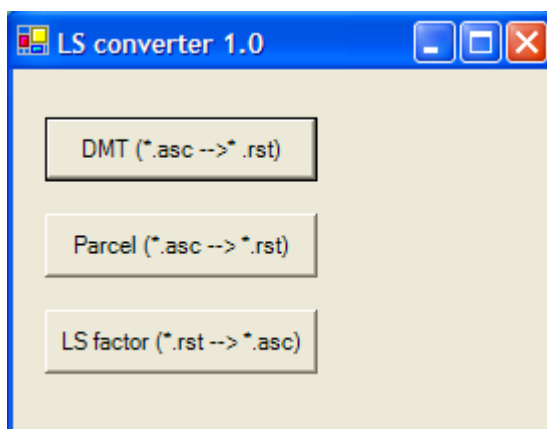 LS converter 1.0
DMT (*.asc -->* .rst)
Parcel (*.asc --> *.rst)
LS factor (*.rst --> *.asc)